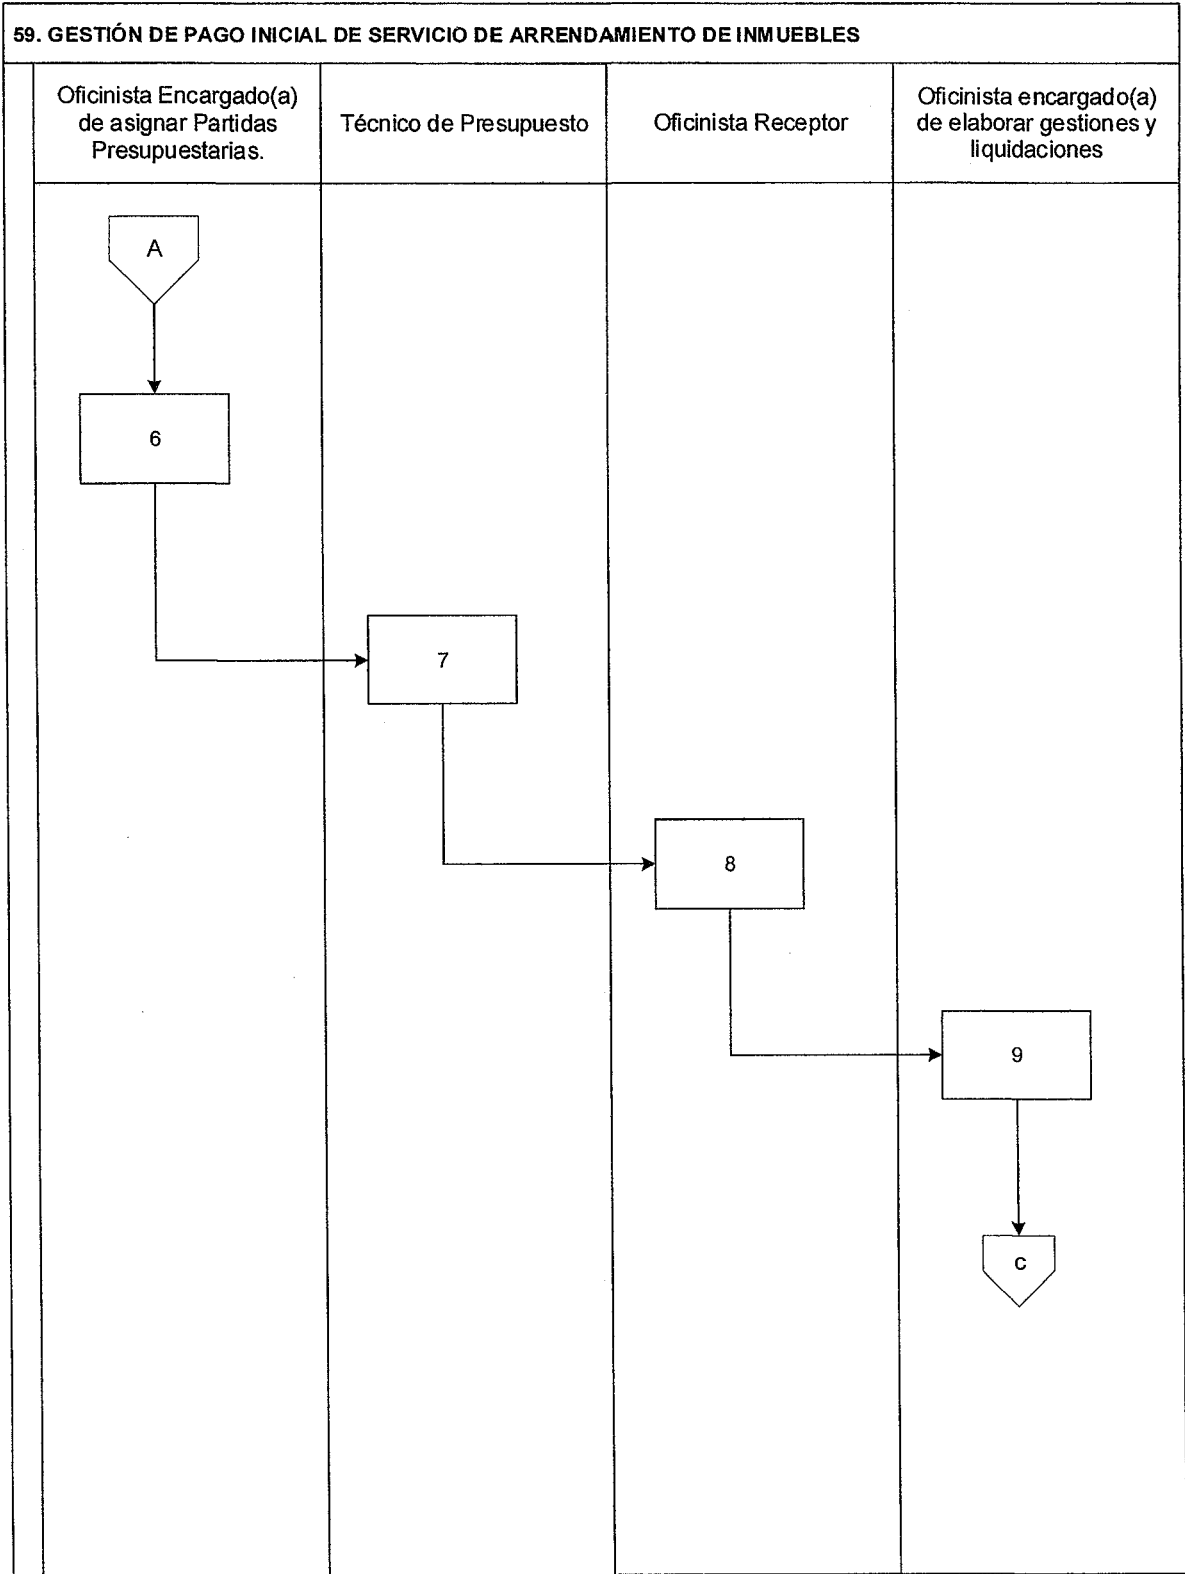 59. GESTIÓN DE PAGO INICIAL DE SERVICIO DE ARRENDAMIENTO DE INMUEBLES
Oficinista Encargado(a)
de asignar Partidas
Presupuestarias.
Técnico de Presupuesto
Oficinista Receptor
Oficinista encargado(a)
de elaborar gestiones y
liquidaciones
A
6
7
8
9
c